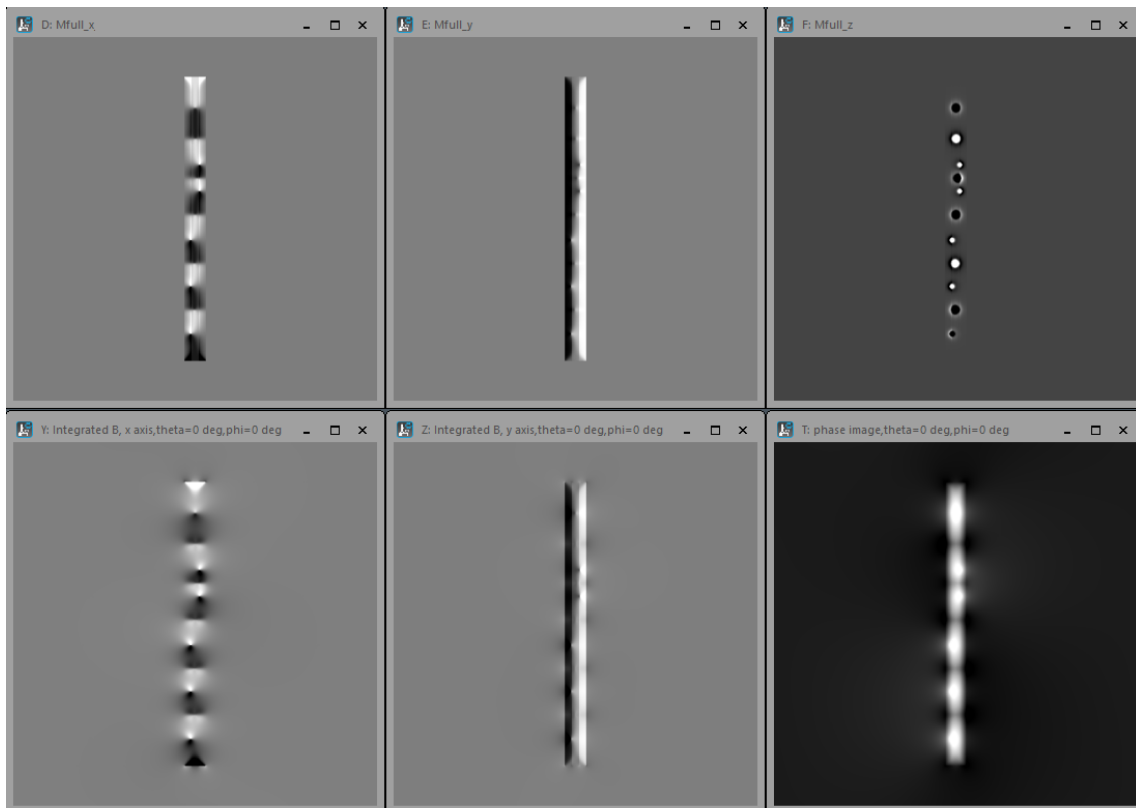 D: Mfull_x
E: Mfull_y
F: Mfull_z
Y: Integrated B, x axis,theta=0 deg,phi=0 deg
Z: Integrated B, y axis,theta=0 deg,phi=0 deg
T: phase image,theta=0 deg,phi=0 deg